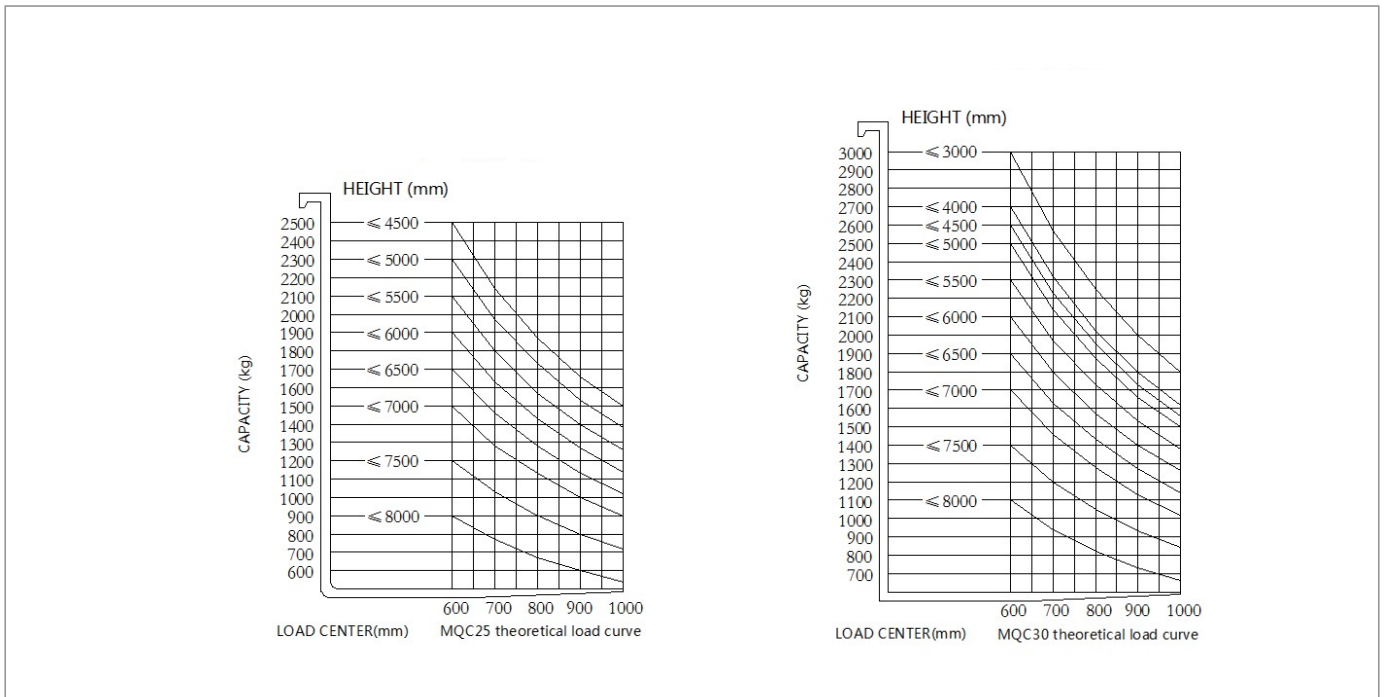 HEIGHT (mm)
2500 ⩽ 4500
2400
2300 ⩽ 5000
2200
2100 ⩽ 5500
2000
1900 ⩽ 6000
1800
1700 ⩽ 6500
1600
1500 ⩽ 7000
1400
1300
1200 ⩽ 7500
1100
1000
900 ⩽ 8000
800
700
600
CAPACITY (kg)
600 700 800 900 1000
LOAD CENTER(mm) MQC25 theoretical load curve
HEIGHT (mm)
3000 ⩽ 3000
2900
2800
2700 ⩽ 4000
2600 ⩽ 4500
2500 ⩽ 5000
2400
2300 ⩽ 5500
2200
2100 ⩽ 6000
2000
1900 ⩽ 6500
1800
1700 ⩽ 7000
1600
1500
1400 ⩽ 7500
1300
1200
1100 ⩽ 8000
1000
900
800
700
CAPACITY (kg)
600 700 800 900 1000
LOAD CENTER(mm) MQC30 theoretical load curve